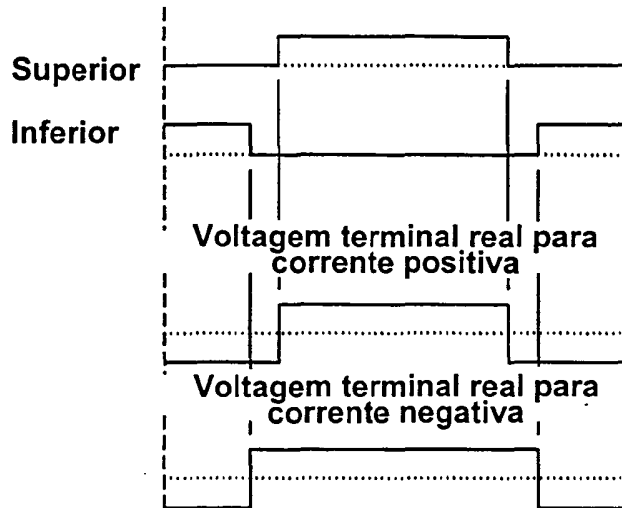 Superior
Inferior
Voltagem terminal real para
corrente positiva
Voltagem terminal real para
corrente negativa